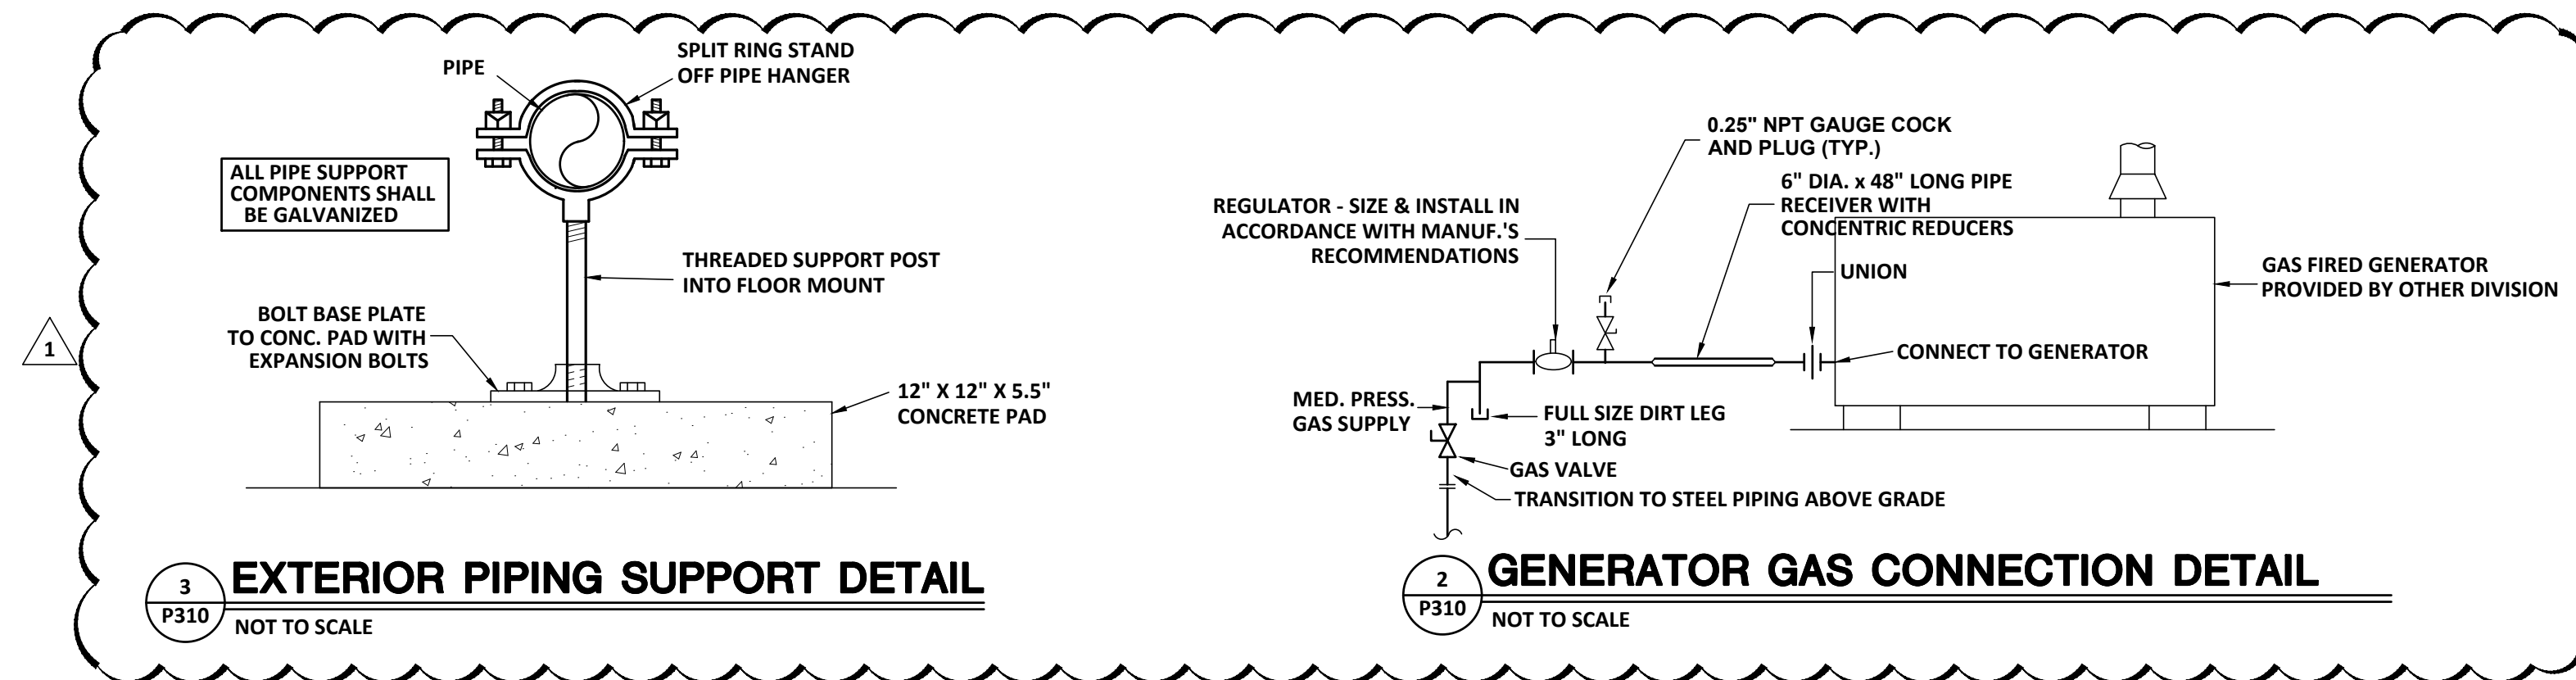 PIPE
SPLIT RING STAND
OFF PIPE HANGER
ALL PIPE SUPPORT
COMPONENTS SHALL
BE GALVANIZED
THREADED SUPPORT POST
INTO FLOOR MOUNT
BOLT BASE PLATE
TO CONC. PAD WITH
EXPANSION BOLTS
1
12" X 12" X 5.5"
CONCRETE PAD
3
P310
EXTERIOR PIPING SUPPORT DETAIL
NOT TO SCALE
0.25" NPT GAUGE COCK
AND PLUG (TYP.)
6" DIA. x 48" LONG PIPE
RECEIVER WITH
CONCENTRIC REDUCERS
REGULATOR - SIZE & INSTALL IN
ACCORDANCE WITH MANUF.'S
RECOMMENDATIONS
UNION
GAS FIRED GENERATOR
PROVIDED BY OTHER DIVISION
CONNECT TO GENERATOR
MED. PRESS.
GAS SUPPLY
FULL SIZE DIRT LEG
3" LONG
GAS VALVE
TRANSITION TO STEEL PIPING ABOVE GRADE
2
P310
GENERATOR GAS CONNECTION DETAIL
NOT TO SCALE